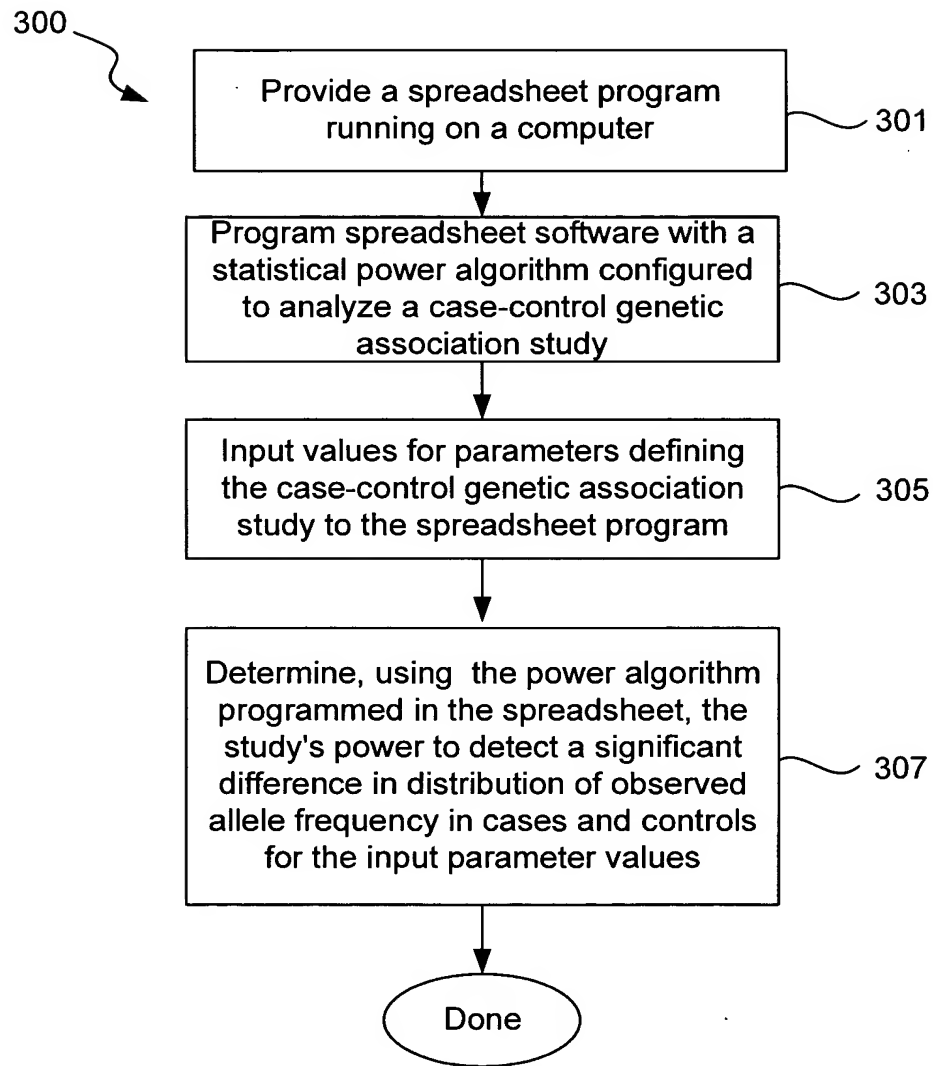 300
Provide a spreadsheet program
running on a computer
301
Program spreadsheet software with a
statistical power algorithm configured
to analyze a case-control genetic
association study
303
Input values for parameters defining
the case-control genetic association
study to the spreadsheet program
305
Determine, using the power algorithm
programmed in the spreadsheet, the
study's power to detect a significant
difference in distribution of observed
allele frequency in cases and controls
for the input parameter values
307
Done